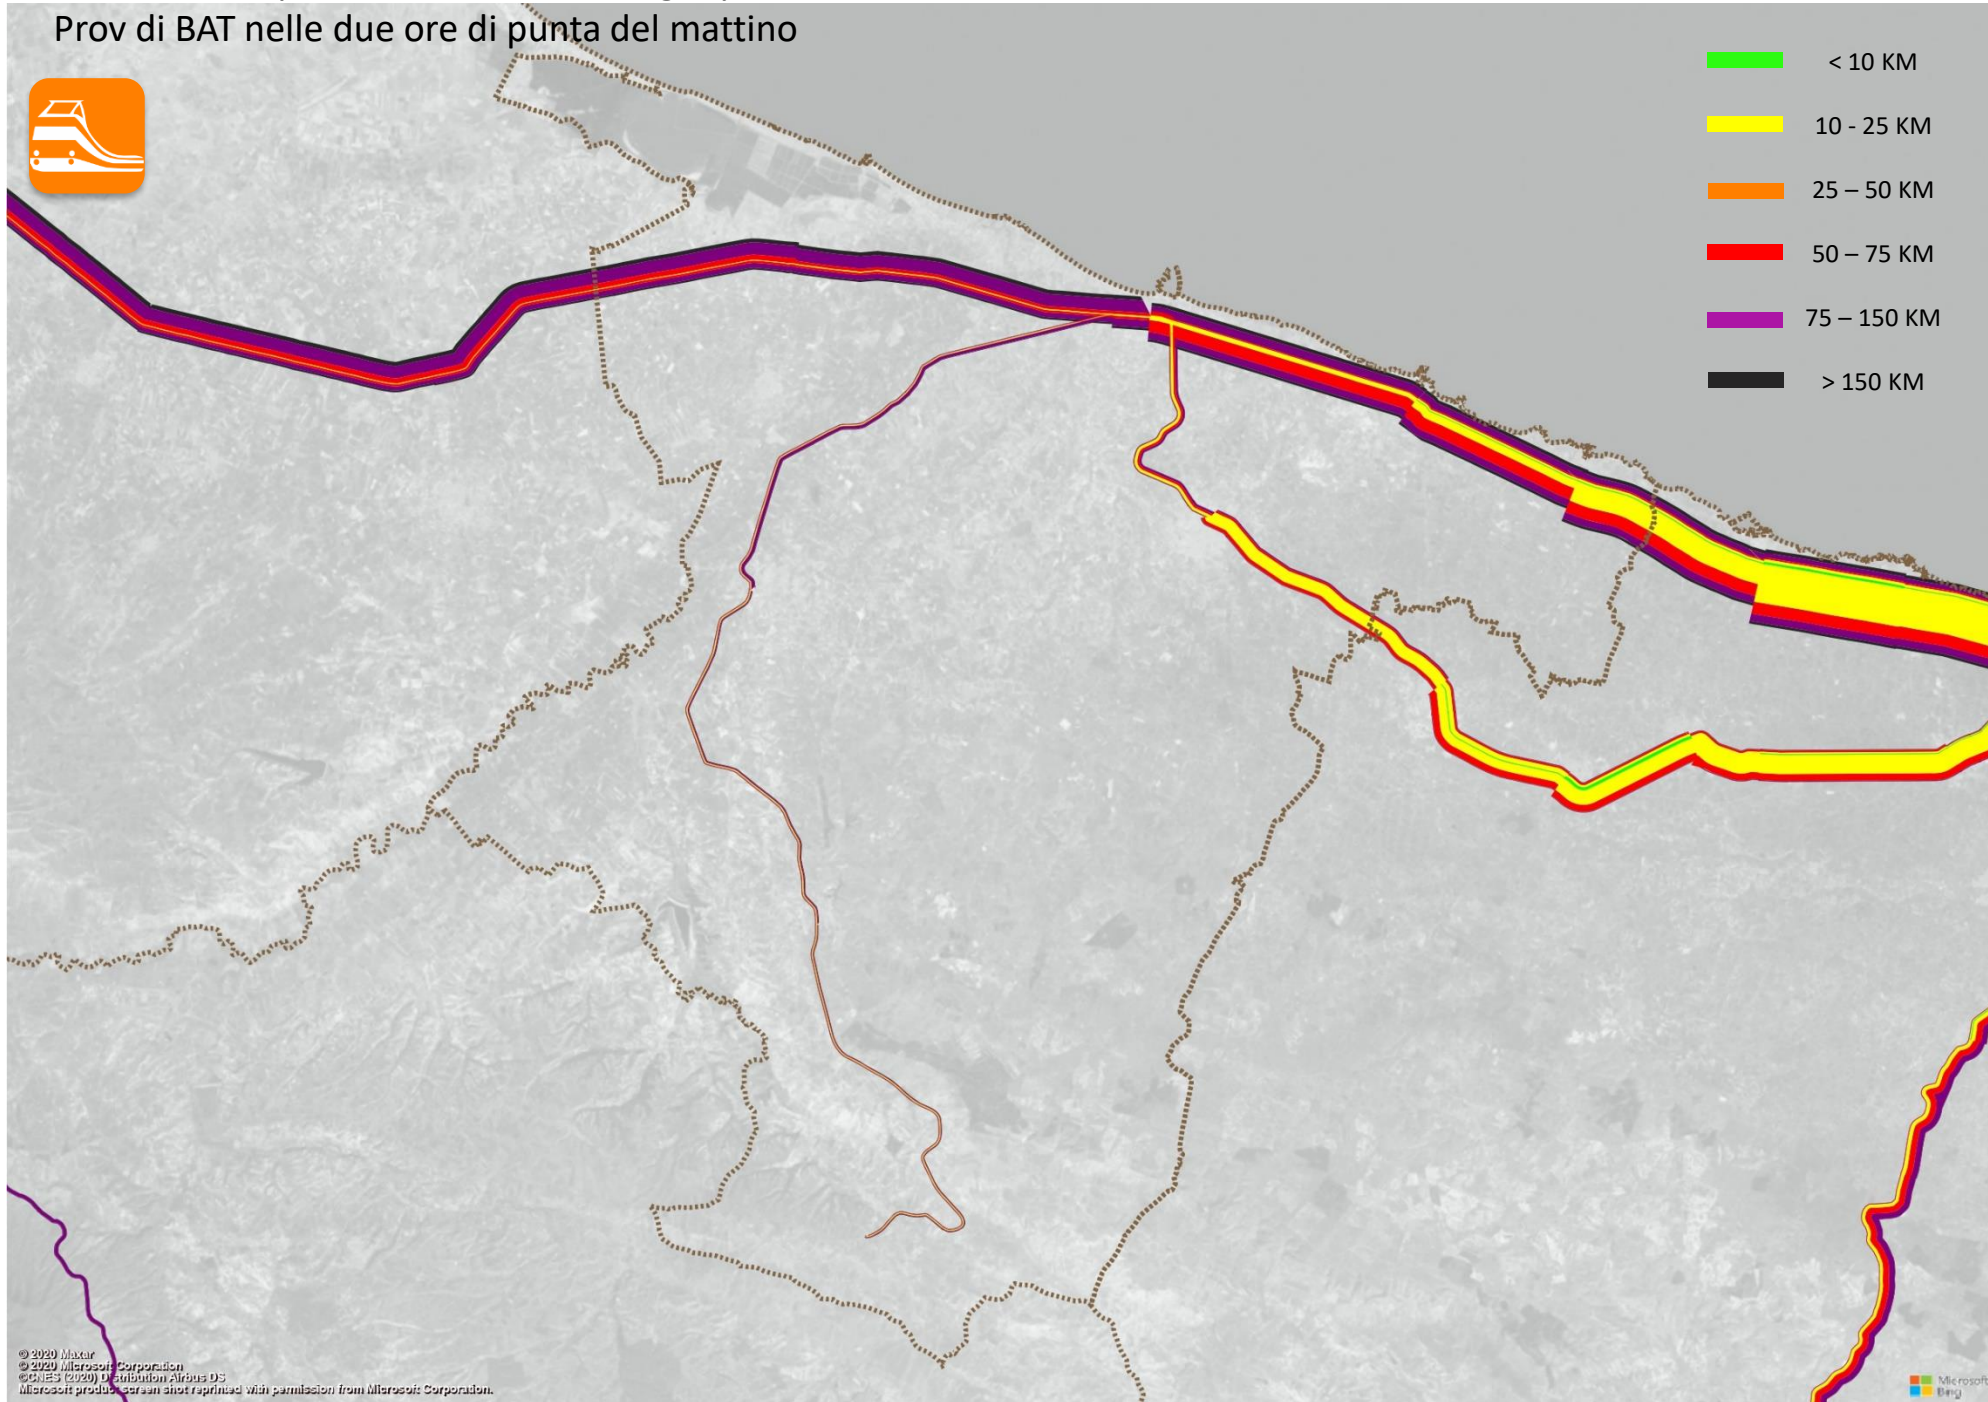 Prov di BAT nelle due ore di punta del mattino
< 10 KM
10 - 25 KM
25 – 50 KM
50 – 75 KM
75 – 150 KM
> 150 KM
© 2020 Maxar
© 2020 Microsoft Corporation
©CNES (2020) Distribution Airbus DS
Microsoft product screen shot reprinted with permission from Microsoft Corporation.
Microsoft
Bing